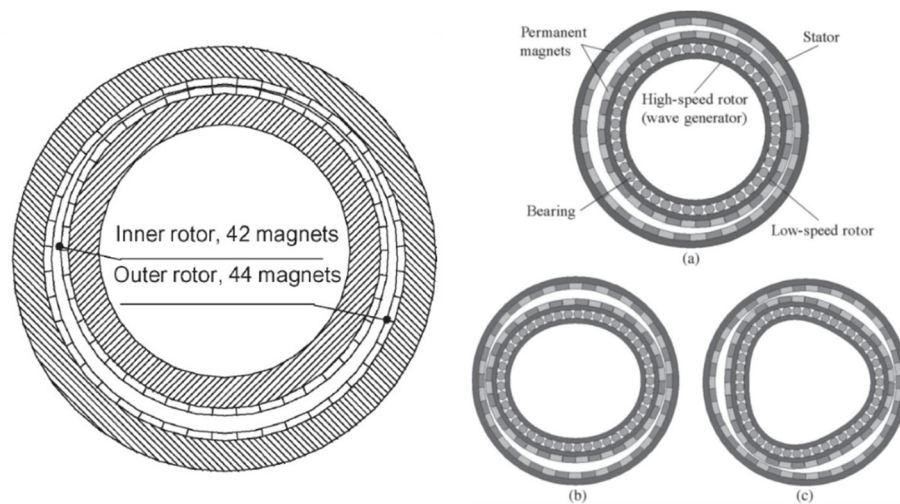 Inner rotor, 42 magnets
Outer rotor, 44 magnets
Permanent
magnets
Stator
High-speed rotor
(wave generator)
Bearing
Low-speed rotor
(a)
(b)
(c)